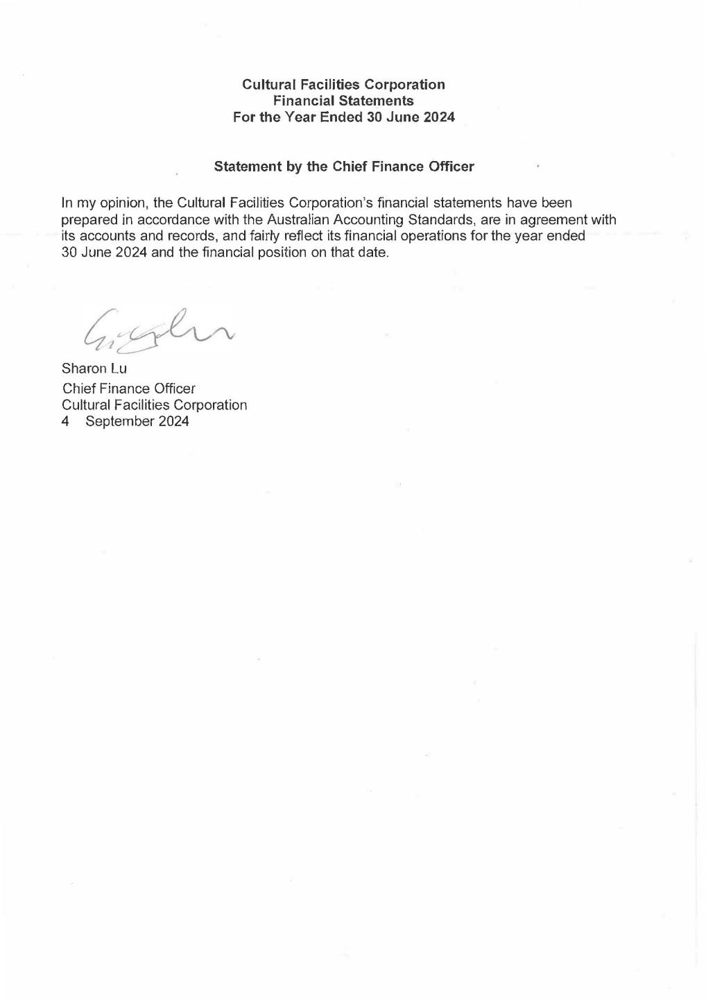 Cultural Facilities Corporation
Financial Statements
For the Year Ended 30 June 2024
Statement by the Chief Finance Officer
In my opinion, the Cultural Facilities Corporation's financial statements have been
prepared in accordance with the Australian Accounting Standards, are in agreement with
its accounts and records, and fairly reflect its financial operations for the year ended
30 June 2024 and the financial position on that date.
Sharon Lu
Chief Finance Officer
Cultural Facilities Corporation
4 September 2024